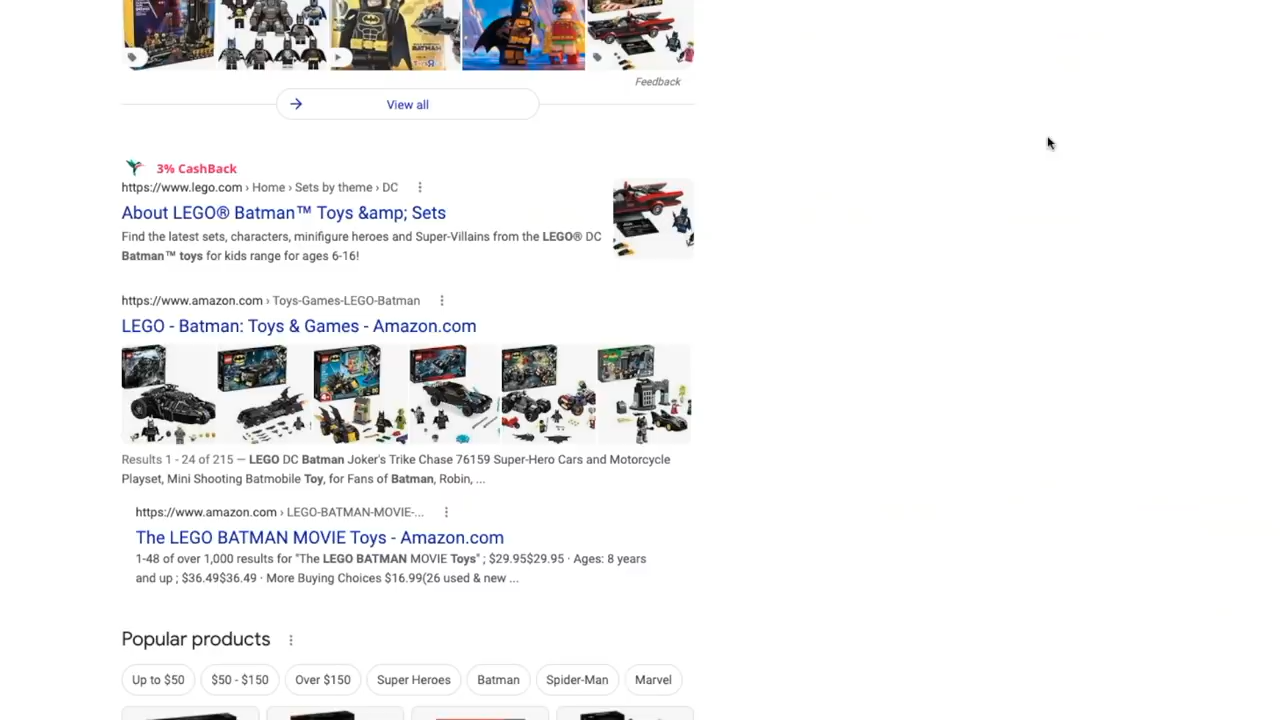 Feedback
View all
3% CashBack
https://www.lego.com › Home › Sets by theme › DC
About LEGO® Batman™ Toys &amp; Sets
Find the latest sets, characters, minifigure heroes and Super-Villains from the LEGO® DC
Batman™ toys for kids range for ages 6-16!
https://www.amazon.com › Toys-Games-LEGO-Batman
LEGO - Batman: Toys & Games - Amazon.com
Results 1 - 24 of 215 — LEGO DC Batman Joker's Trike Chase 76159 Super-Hero Cars and Motorcycle
Playset, Mini Shooting Batmobile Toy, for Fans of Batman, Robin, ...
https://www.amazon.com › LEGO-BATMAN-MOVIE-...
The LEGO BATMAN MOVIE Toys - Amazon.com
1-48 of over 1,000 results for "The LEGO BATMAN MOVIE Toys" ; $29.95$29.95 · Ages: 8 years
and up ; $36.49$36.49 · More Buying Choices $16.99(26 used & new ...
Popular products
Up to $50
$50 - $150
Over $150
Super Heroes
Batman
Spider-Man
Marvel